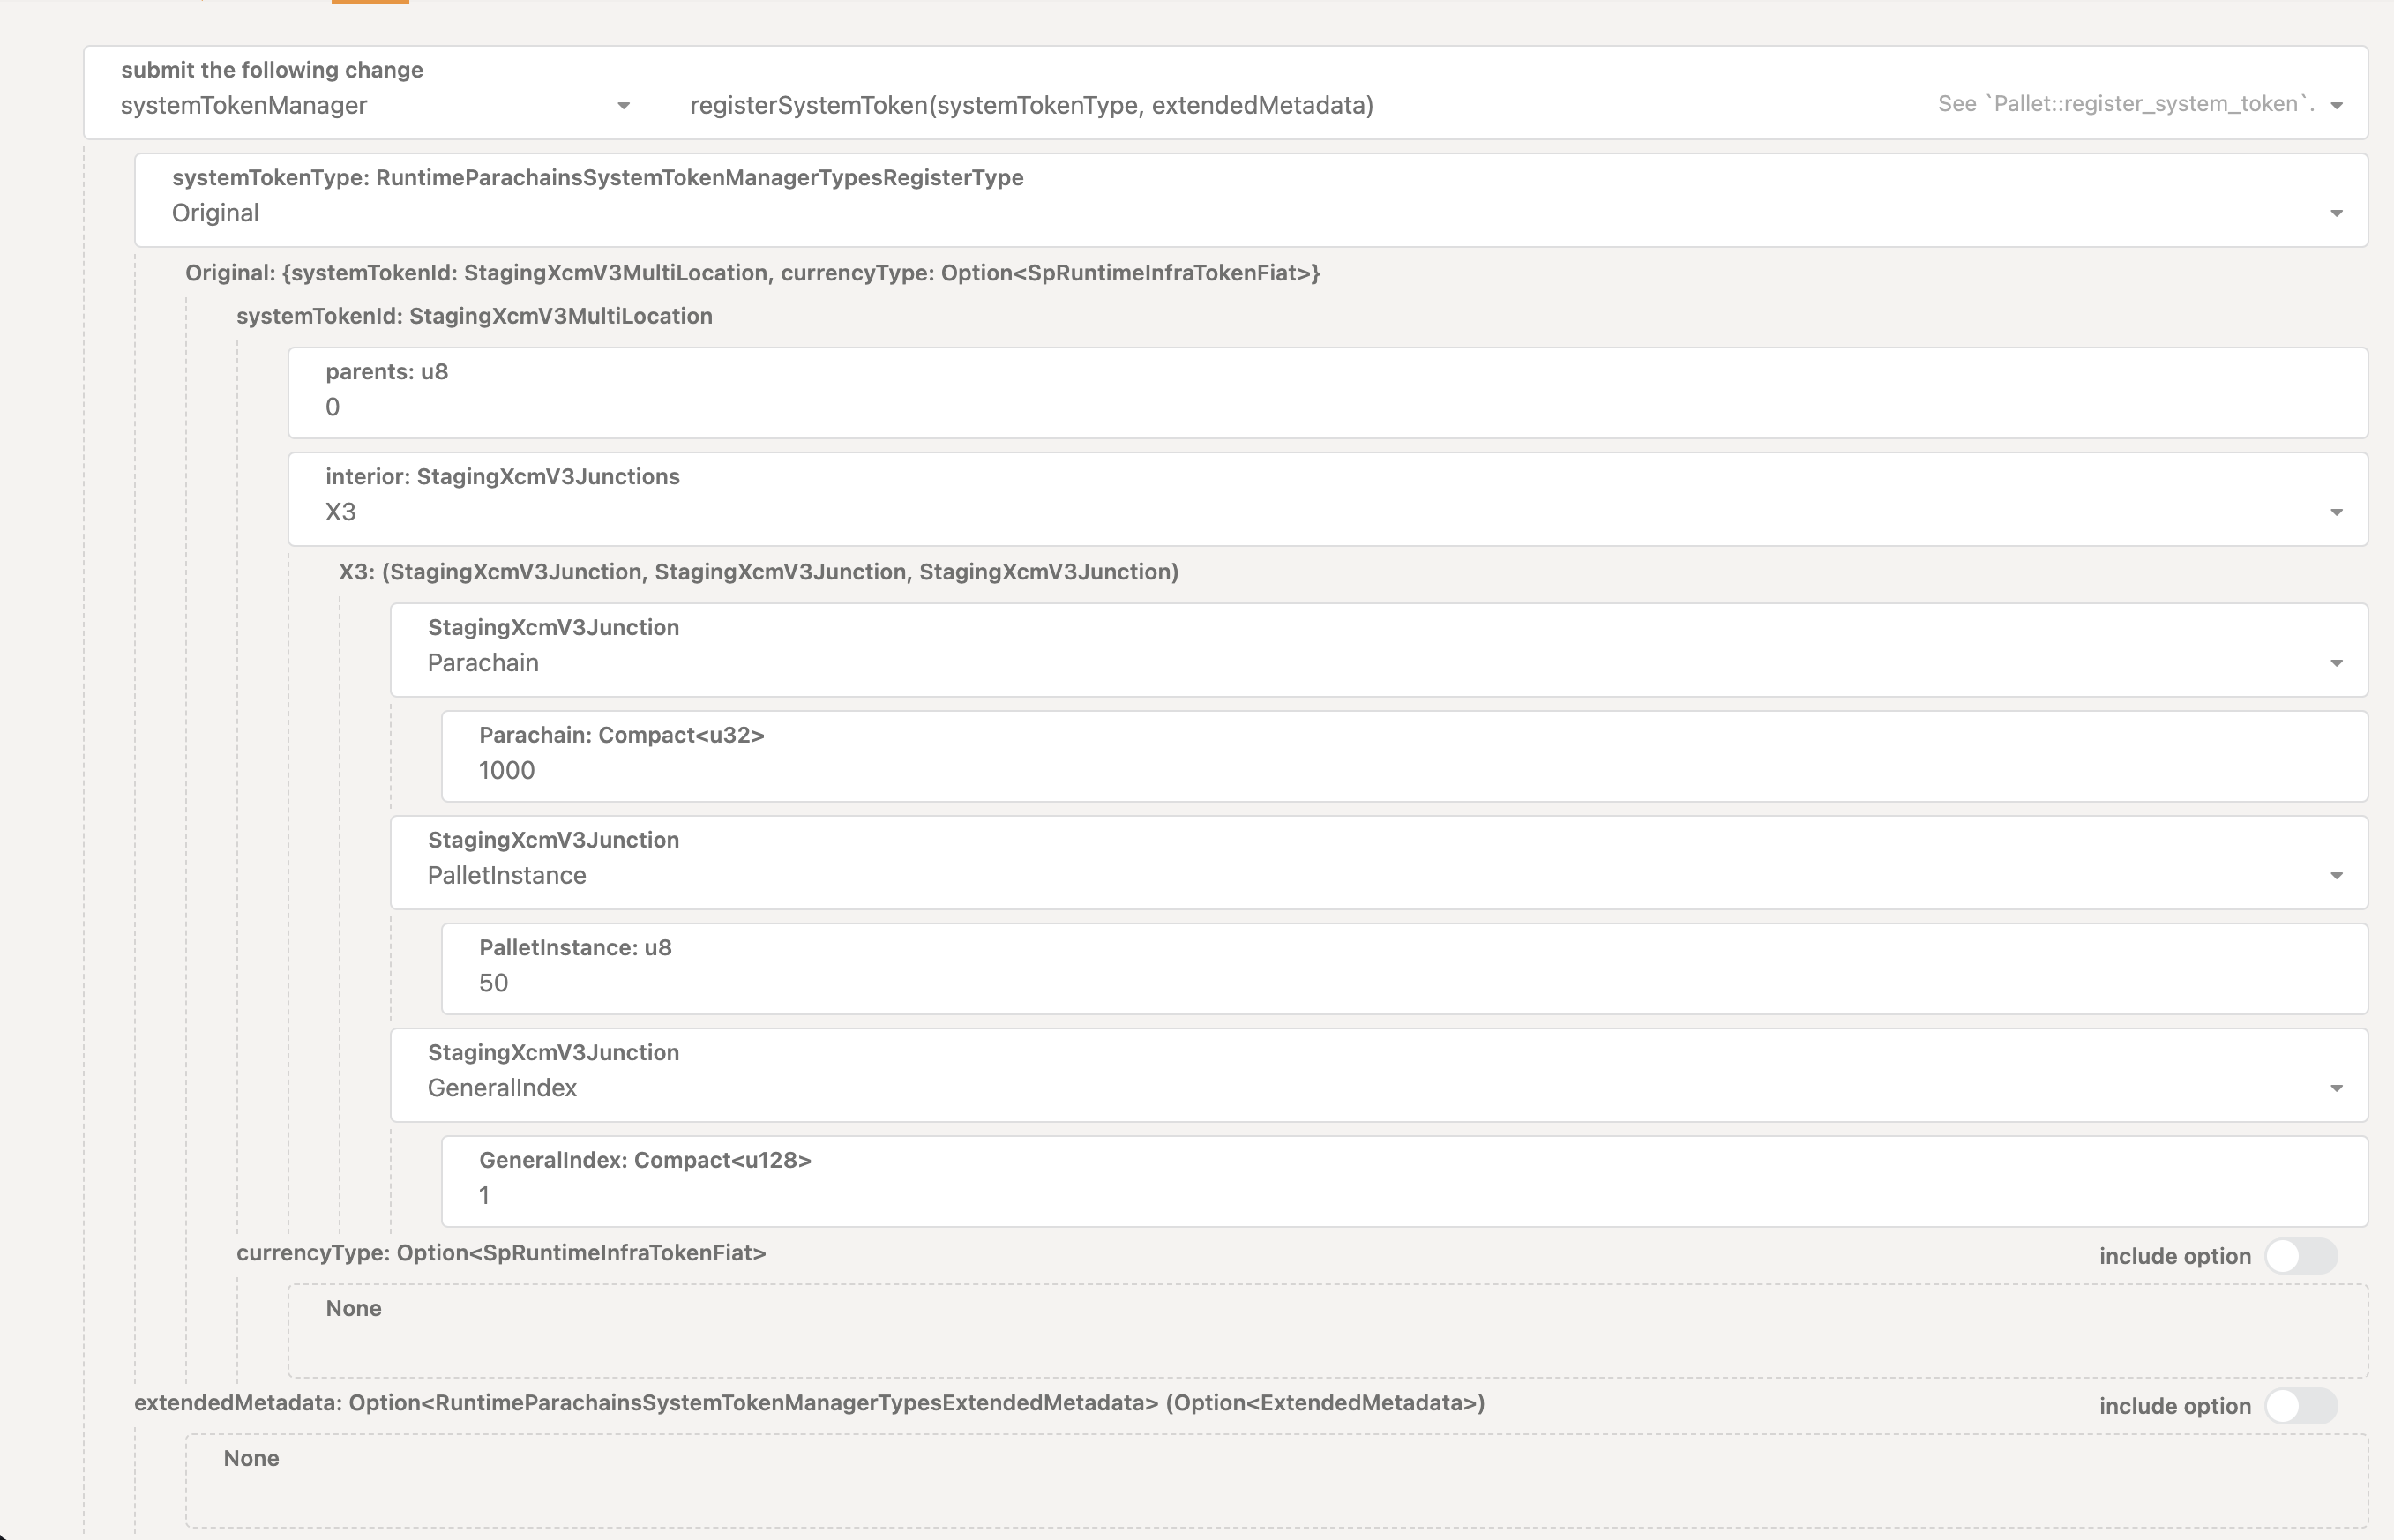 submit the following change
systemTokenManager
registerSystemToken(systemTokenType, extendedMetadata)
See `Pallet::register_system_token`.
systemTokenType: RuntimeParachainsSystemTokenManagerTypesRegisterType
Original
Original: {systemTokenId: StagingXcmV3MultiLocation, currencyType: Option<SpRuntimeInfraTokenFiat>}
systemTokenId: StagingXcmV3MultiLocation
parents: u8
0
interior: StagingXcmV3Junctions
X3
X3: (StagingXcmV3Junction, StagingXcmV3Junction, StagingXcmV3Junction)
StagingXcmV3Junction
Parachain
Parachain: Compact<u32>
1000
StagingXcmV3Junction
PalletInstance
PalletInstance: u8
50
StagingXcmV3Junction
GeneralIndex
GeneralIndex: Compact<u128>
1
currencyType: Option<SpRuntimeInfraTokenFiat>
include option
None
extendedMetadata: Option<RuntimeParachainsSystemTokenManagerTypesExtendedMetadata> (Option<ExtendedMetadata>)
include option
None